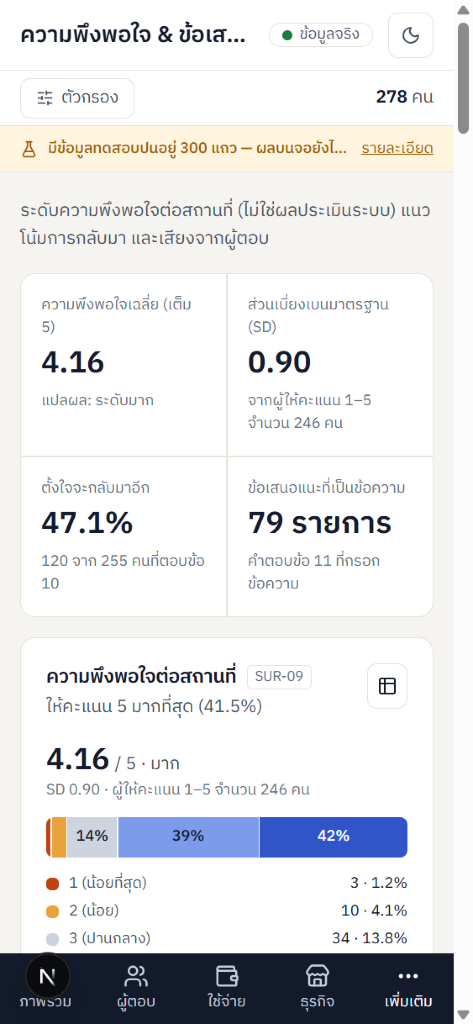 ความพึงพอใจ & ข้อเส... ข้อมูลจริง
ตัวกรอง 278 คน
มีข้อมูลทดสอบปนอยู่ 300 แถว — ผลบนจอยังไ... รายละเอียด
ระดับความพึงพอใจต่อสถานที่ (ไม่ใช่ผลประเมินระบบ) แนว
โน้มการกลับมา และเสียงจากผู้ตอบ
ความพึงพอใจเฉลี่ย (เต็ม
5)
4.16
แปลผล: ระดับมาก
ส่วนเบี่ยงเบนมาตรฐาน
(SD)
0.90
จากผู้ให้คะแนน 1–5
จำนวน 246 คน
ตั้งใจจะกลับมาอีก
47.1%
120 จาก 255 คนที่ตอบข้อ
10
ข้อเสนอแนะที่เป็นข้อความ
79 รายการ
คำตอบข้อ 11 ที่กรอก
ข้อความ
ความพึงพอใจต่อสถานที่ SUR-09
ให้คะแนน 5 มากที่สุด (41.5%)
4.16 / 5 · มาก
SD 0.90 · ผู้ให้คะแนน 1–5 จำนวน 246 คน
14% 39% 42%
1 (น้อยที่สุด) 3 · 1.2%
2 (น้อย) 10 · 4.1%
3 (ปานกลาง) 34 · 13.8%
N
ภาพรวม ผู้ตอบ ใช้จ่าย ธุรกิจ เพิ่มเติม